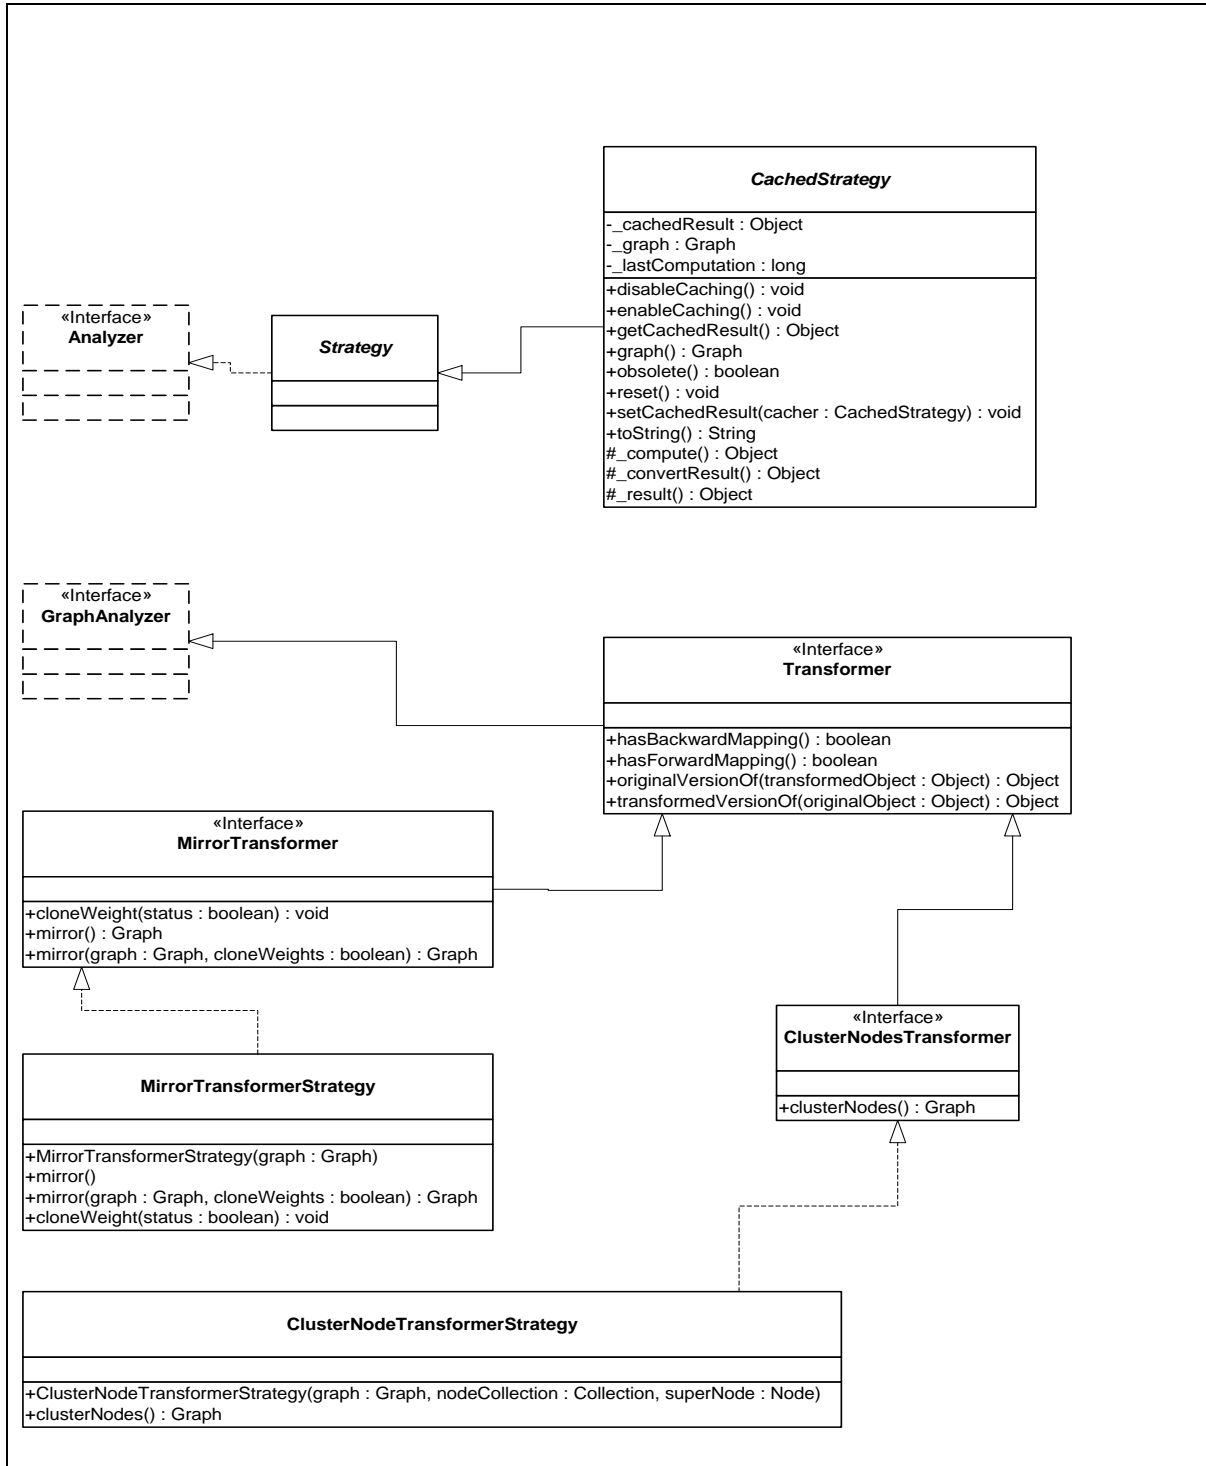 CachedStrategy
-_cachedResult : Object
-_graph : Graph
-_lastComputation : long
+disableCaching() : void
+enableCaching() : void
+getCachedResult() : Object
+graph() : Graph
+obsolete() : boolean
+reset() : void
+setCachedResult(cacher : CachedStrategy) : void
+toString() : String
#_compute() : Object
#_convertResult() : Object
#_result() : Object
«Interface»
Analyzer
Strategy
«Interface»
GraphAnalyzer
«Interface»
Transformer
+hasBackwardMapping() : boolean
+hasForwardMapping() : boolean
+originalVersionOf(transformedObject : Object) : Object
+transformedVersionOf(originalObject : Object) : Object
«Interface»
MirrorTransformer
+cloneWeight(status : boolean) : void
+mirror() : Graph
+mirror(graph : Graph, cloneWeights : boolean) : Graph
«Interface»
ClusterNodesTransformer
+clusterNodes() : Graph
MirrorTransformerStrategy
+MirrorTransformerStrategy(graph : Graph)
+mirror()
+mirror(graph : Graph, cloneWeights : boolean) : Graph
+cloneWeight(status : boolean) : void
ClusterNodeTransformerStrategy
+ClusterNodeTransformerStrategy(graph : Graph, nodeCollection : Collection, superNode : Node)
+clusterNodes() : Graph